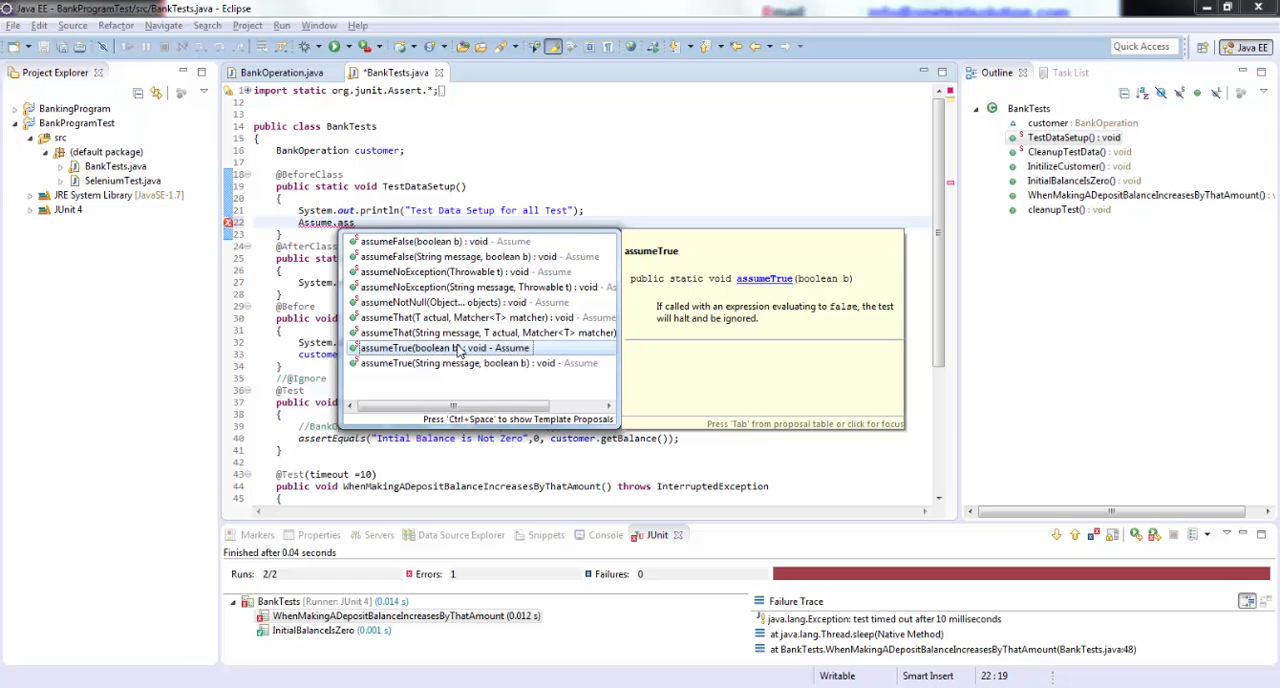 Java EE - BankProgramTest/src/BankTests.java - Eclipse
Email info@onetestsolution.com
File Edit Source Refactor Navigate Search Project Run Window Help
Quick Access
Java EE
Project Explorer
BankingProgram
BankProgramTest
src
(default package)
BankTests.java
SeleniumTest.java
JRE System Library [JavaSE-1.7]
JUnit 4
BankOperation.java
*BankTests.java
1 import static org.junit.Assert.*;
12
13
14 public class BankTests
15 {
16 BankOperation customer;
17
18 @BeforeClass
19 public static void TestDataSetup()
20 {
21 System.out.println("Test Data Setup for all Test");
22 Assume.ass
23 }
24 @AfterClass
25 public stati
26 {
27 System.
28 }
29 @Before
30 public void
31 {
32 System.
33 custome
34 }
35 //@Ignore
36 @Test
37 public void
38 {
39 //BankO
40 assertEquals("Intial Balance is Not Zero",0, customer.getBalance());
41 }
42
43 @Test(timeout =10)
44 public void WhenMakingADepositBalanceIncreasesByThatAmount() throws InterruptedException
45 {
assumeFalse(boolean b) : void - Assume
assumeFalse(String message, boolean b) : void - Assume
assumeNoException(Throwable t) : void - Assume
assumeNoException(String message, Throwable t) : void - As
assumeNotNull(Object... objects) : void - Assume
assumeThat(T actual, Matcher<T> matcher) : void - Assume
assumeThat(String message, T actual, Matcher<T> matcher)
assumeTrue(boolean b) : void - Assume
assumeTrue(String message, boolean b) : void - Assume
Press 'Ctrl+Space' to show Template Proposals
assumeTrue
public static void assumeTrue(boolean b)
If called with an expression evaluating to false, the test
will halt and be ignored.
Press 'Tab' from proposal table or click for focus
Outline
Task List
BankTests
customer : BankOperation
TestDataSetup() : void
CleanupTestData() : void
InitilizeCustomer() : void
InitialBalanceIsZero() : void
WhenMakingADepositBalanceIncreasesByThatAmount() :
cleanupTest() : void
Markers Properties Servers Data Source Explorer Snippets Console JUnit
Finished after 0.04 seconds
Runs: 2/2 Errors: 1 Failures: 0
BankTests [Runner: JUnit 4] (0.014 s)
WhenMakingADepositBalanceIncreasesByThatAmount (0.012 s)
InitialBalanceIsZero (0.001 s)
Failure Trace
java.lang.Exception: test timed out after 10 milliseconds
at java.lang.Thread.sleep(Native Method)
at BankTests.WhenMakingADepositBalanceIncreasesByThatAmount(BankTests.java:48)
Writable Smart Insert 22 : 19